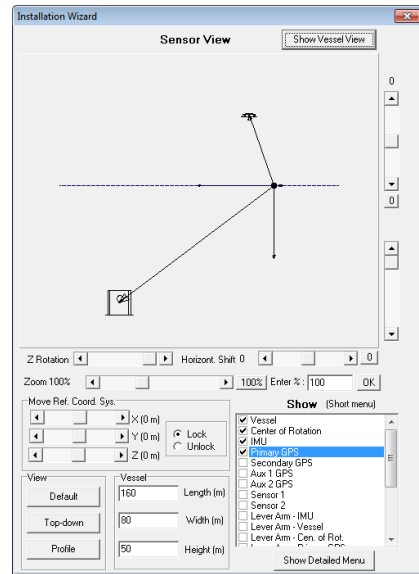 Installation Wizard
Sensor View
Show Vessel View
0
0
Z Rotation
Horizont. Shift 0
0
Zoom 100%
100%
Enter % :
100
OK
Move Ref. Coord. Sys.
X (0 m)
Y (0 m)
Z (0 m)
Lock
Unlock
Show (Short menu)
Vessel
Center of Rotation
IMU
Primary GPS
Secondary GPS
Aux 1 GPS
Aux 2 GPS
Sensor 1
Sensor 2
Lever Arm - IMU
Lever Arm - Vessel
Lever Arm - Cen. of Rot.
View
Default
Top-down
Profile
Vessel
160
Length (m)
80
Width (m)
50
Height (m)
Show Detailed Menu